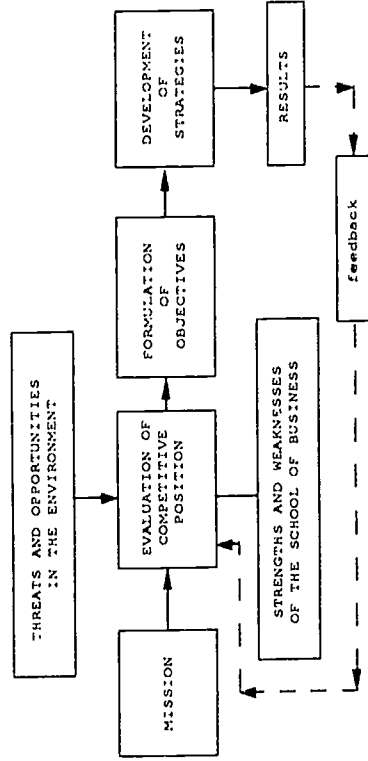 THREATS AND OPPORTUNITIES
IN THE ENVIRONMENT
MISSION
EVALUATION OF
COMPETITIVE
POSITION
FORMULATION
OF
OBJECTIVES
DEVELOPMENT
OF
STRATEGIES
STRENGTHS AND WEAKNESSES
OF THE SCHOOL OF BUSINESS
RESULTS
feedback